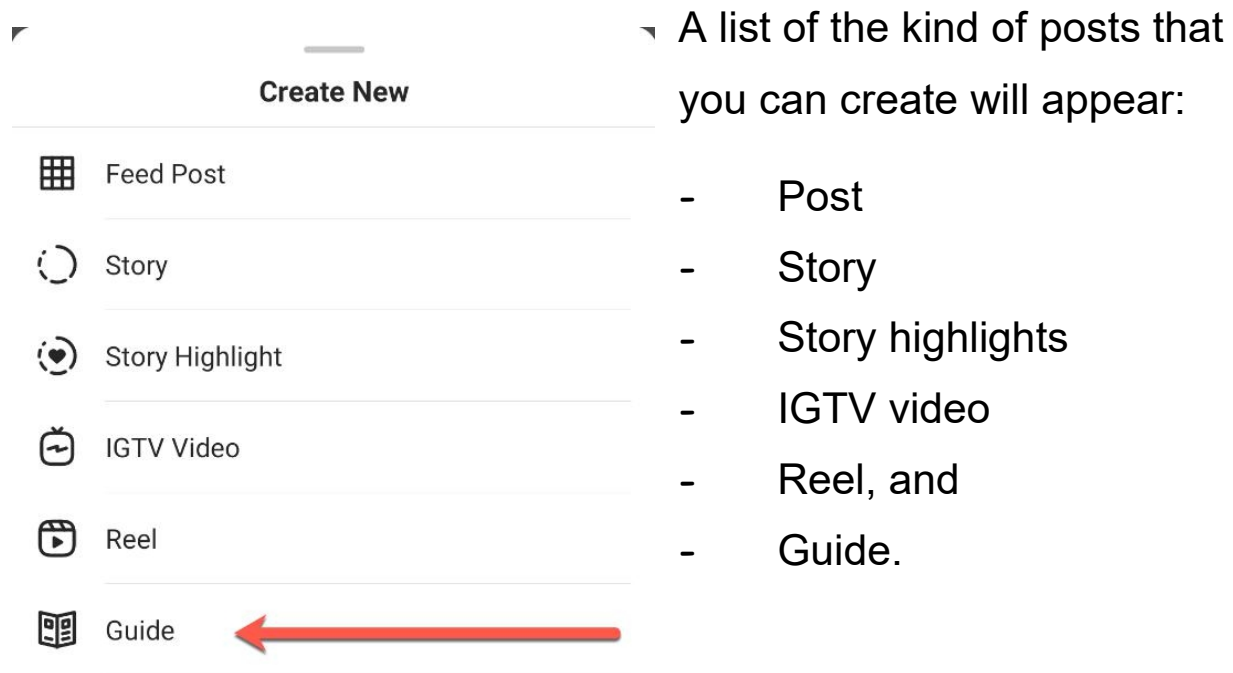 Create New
Feed Post
Story
Story Highlight
IGTV Video
Reel
Guide
A list of the kind of posts that
you can create will appear:
- Post
- Story
- Story highlights
- IGTV video
- Reel, and
- Guide.